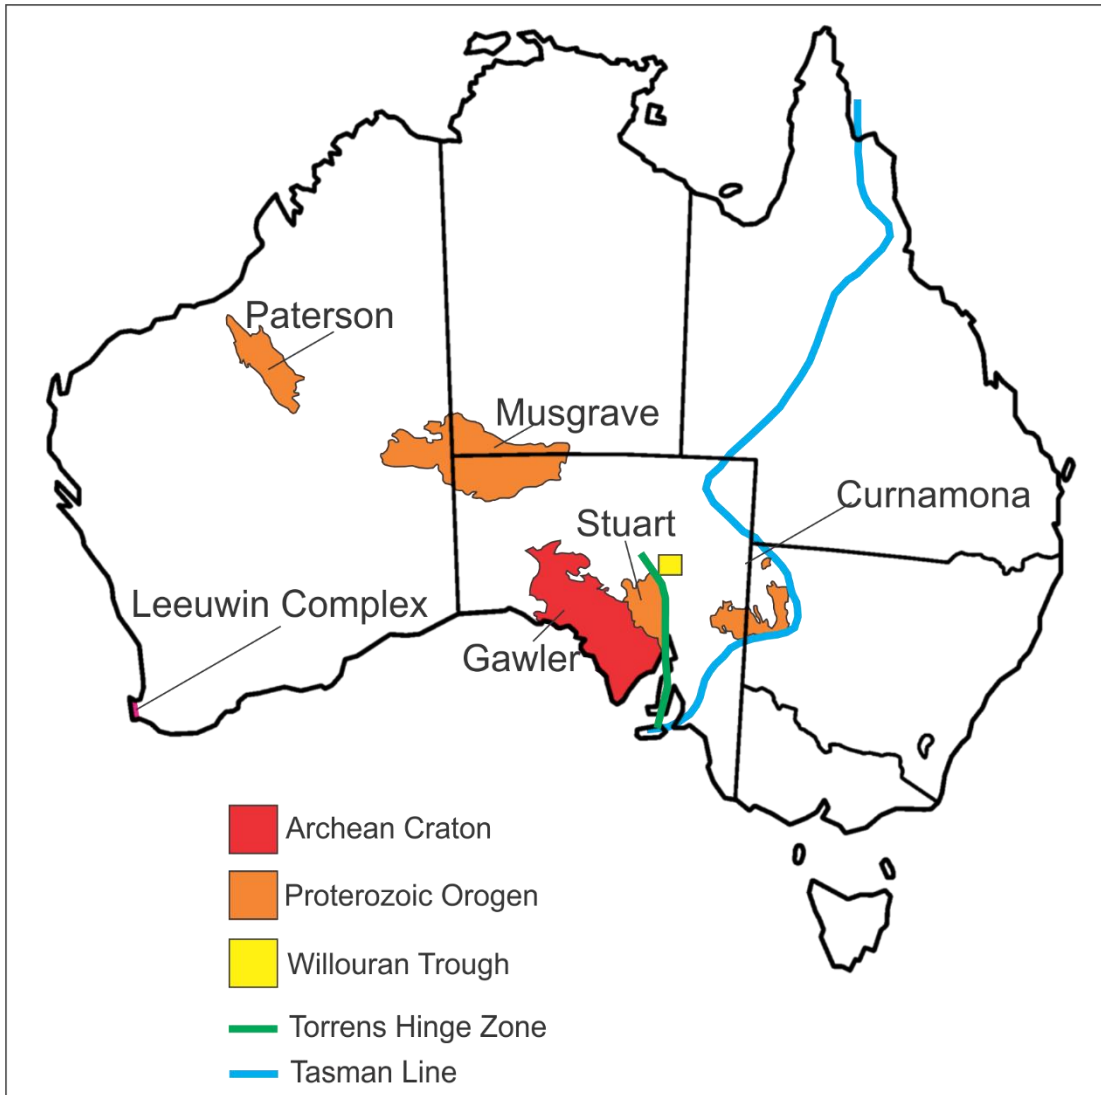 Paterson
Musgrave
Curnamona
Stuart
Leeuwin Complex
Gawler
Archean Craton
Proterozoic Orogen
Willouran Trough
Torrens Hinge Zone
Tasman Line